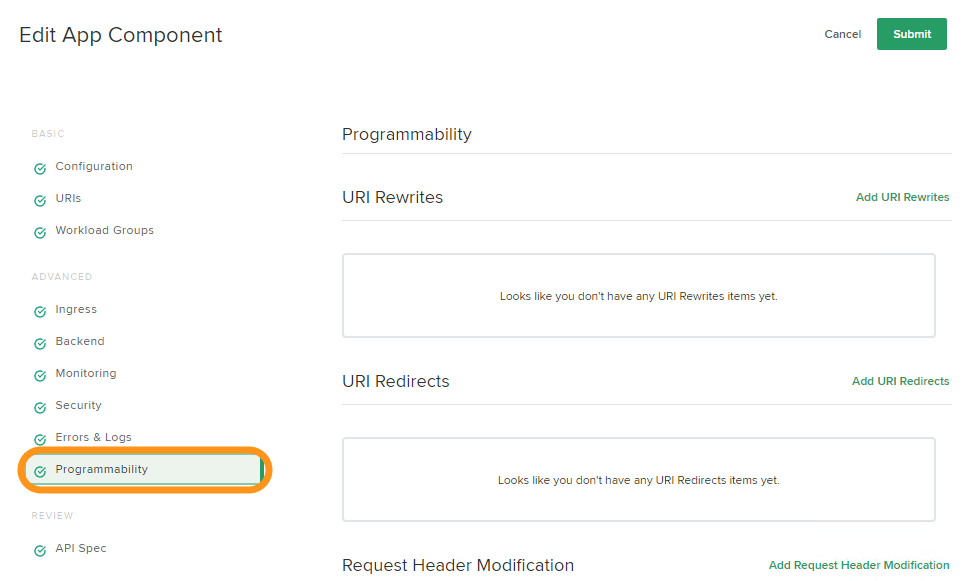 Edit App Component
Cancel
Submit
BASIC
Configuration
URIs
Workload Groups
ADVANCED
Ingress
Backend
Monitoring
Security
Errors & Logs
Programmability
REVIEW
API Spec
Programmability
URI Rewrites
Add URI Rewrites
Looks like you don't have any URI Rewrites items yet.
URI Redirects
Add URI Redirects
Looks like you don't have any URI Redirects items yet.
Request Header Modification
Add Request Header Modification